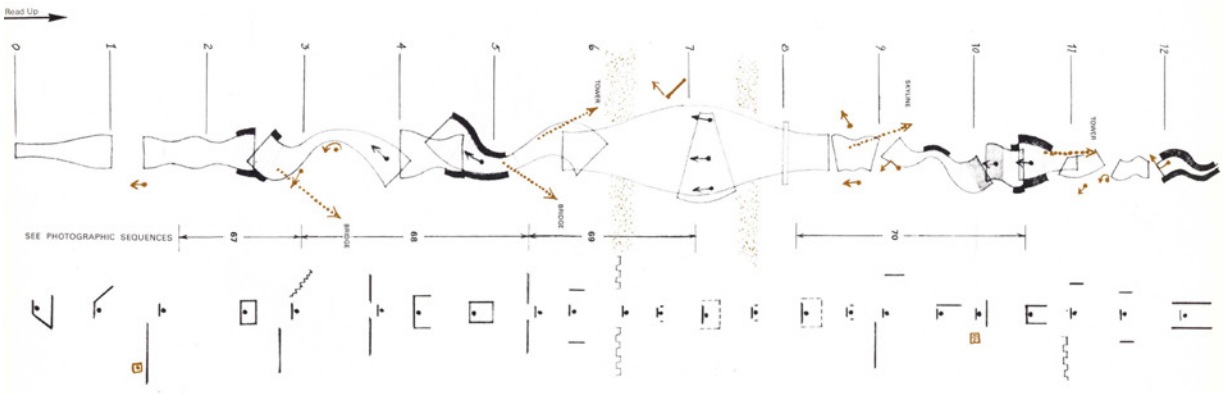 Read Up
0
1
2
3
4
5
6
7
8
9
10
11
12
TOWER
SKYLINE
TOWER
BRIDGE
BRIDGE
SEE PHOTOGRAPHIC SEQUENCES
67
68
69
70